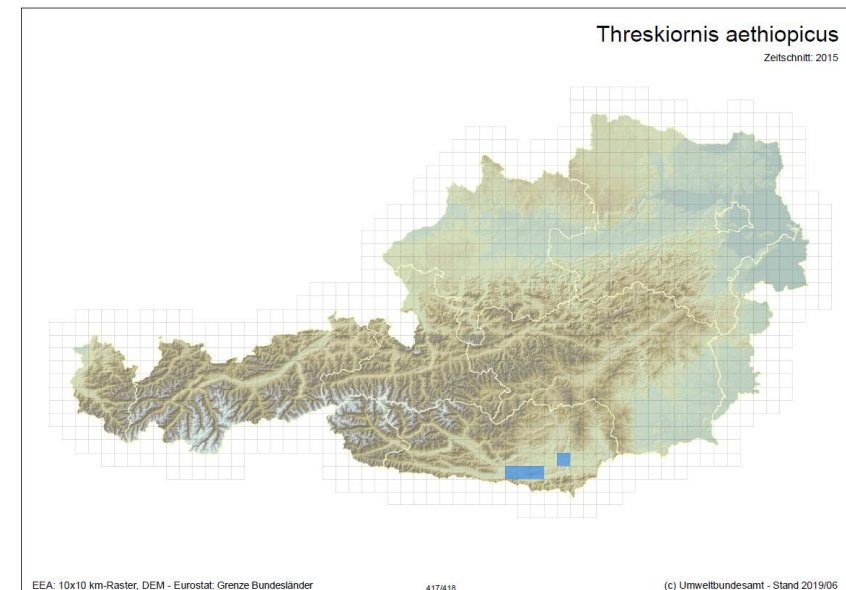 Threskiornis aethiopicus
Zeitschnitt: 2015
EEA: 10x10 km-Raster, DEM - Eurostat: Grenze Bundesländer
417/418
(c) Umweltbundesamt - Stand 2019/06